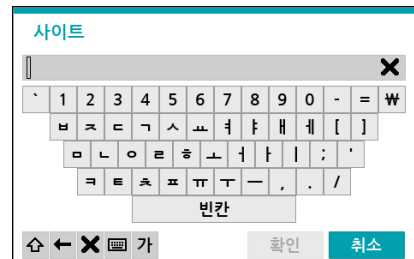 사이트
` 1 2 3 4 5 6 7 8 9 0 - = ₩
ㅂ ㅈ ㄷ ㄱ ㅅ ㅛ ㅕ ㅑ ㅐ ㅔ [ ]
ㅁ ㄴ ㅇ ㄹ ㅎ ㅗ ㅓ ㅏ ㅣ ; '
ㅋ ㅌ ㅊ ㅍ ㅠ ㅜ ㅡ , . /
빈칸
가 확인 취소